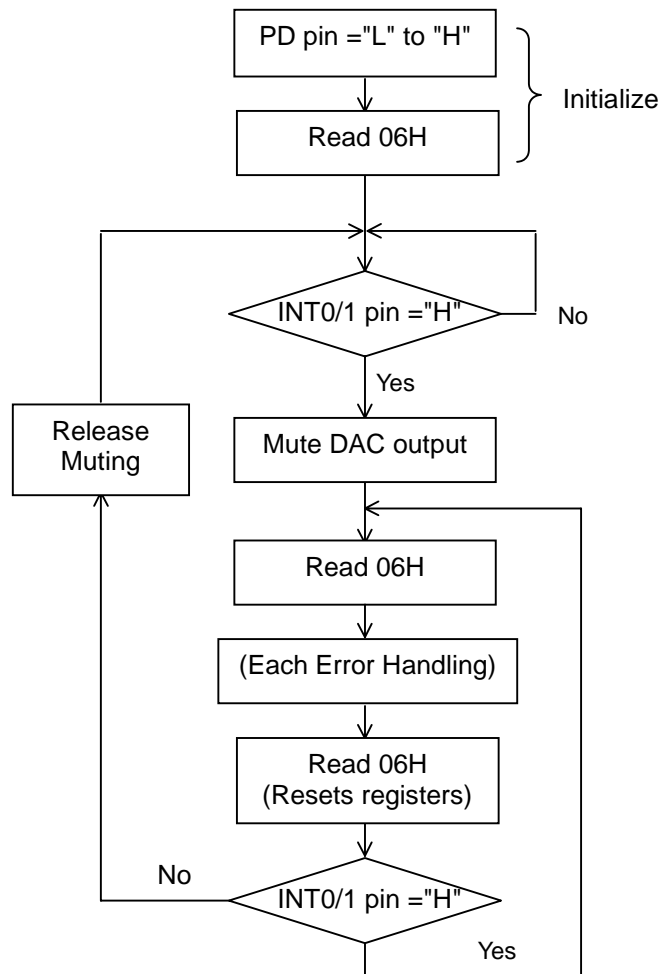 PD pin ="L" to "H"
Initialize
Read 06H
INT0/1 pin ="H"
No
Yes
Release
Muting
Mute DAC output
Read 06H
(Each Error Handling)
Read 06H
(Resets registers)
No
INT0/1 pin ="H"
Yes